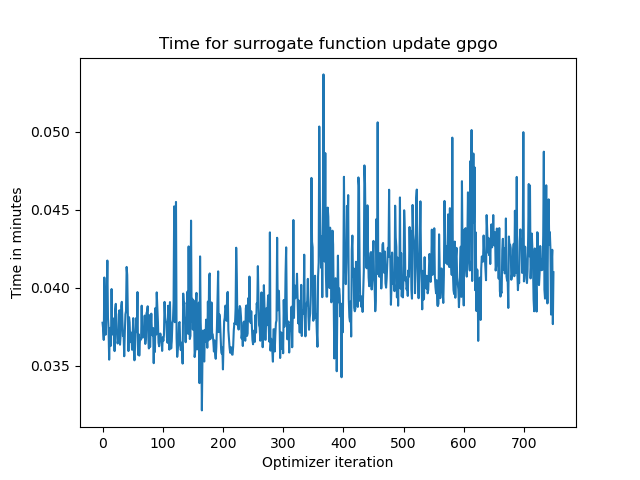 Time for surrogate function update gpgo
0.050
0.045
0.040
0.035
Time in minutes
0 100 200 300 400 500 600 700
Optimizer iteration